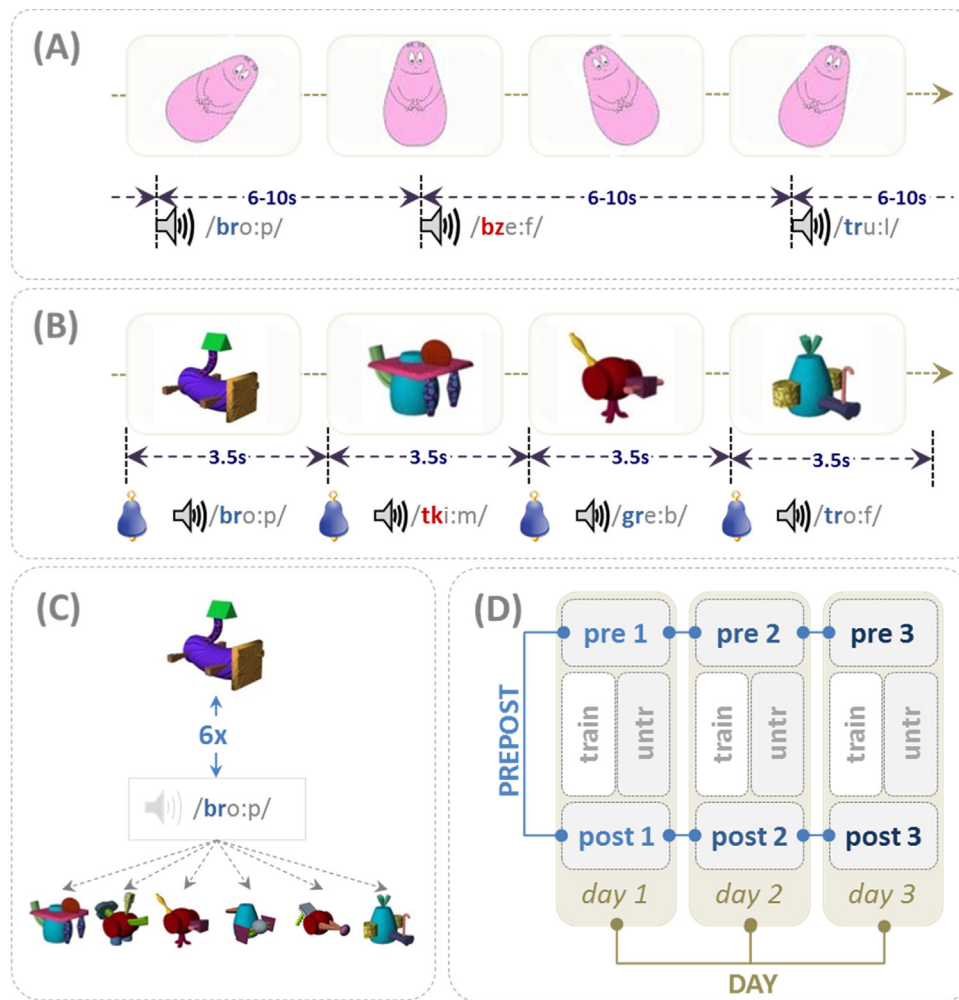 (A)
6-10s 6-10s 6-10s
/bro:p/ /bze:f/ /tru:l/
(B)
3.5s 3.5s 3.5s 3.5s
/bro:p/ /tki:m/ /gre:b/ /tro:f/
(C)
6x
/bro:p/
(D)
pre 1 pre 2 pre 3
PREPOST
train untr train untr train untr
post 1 post 2 post 3
day 1 day 2 day 3
DAY